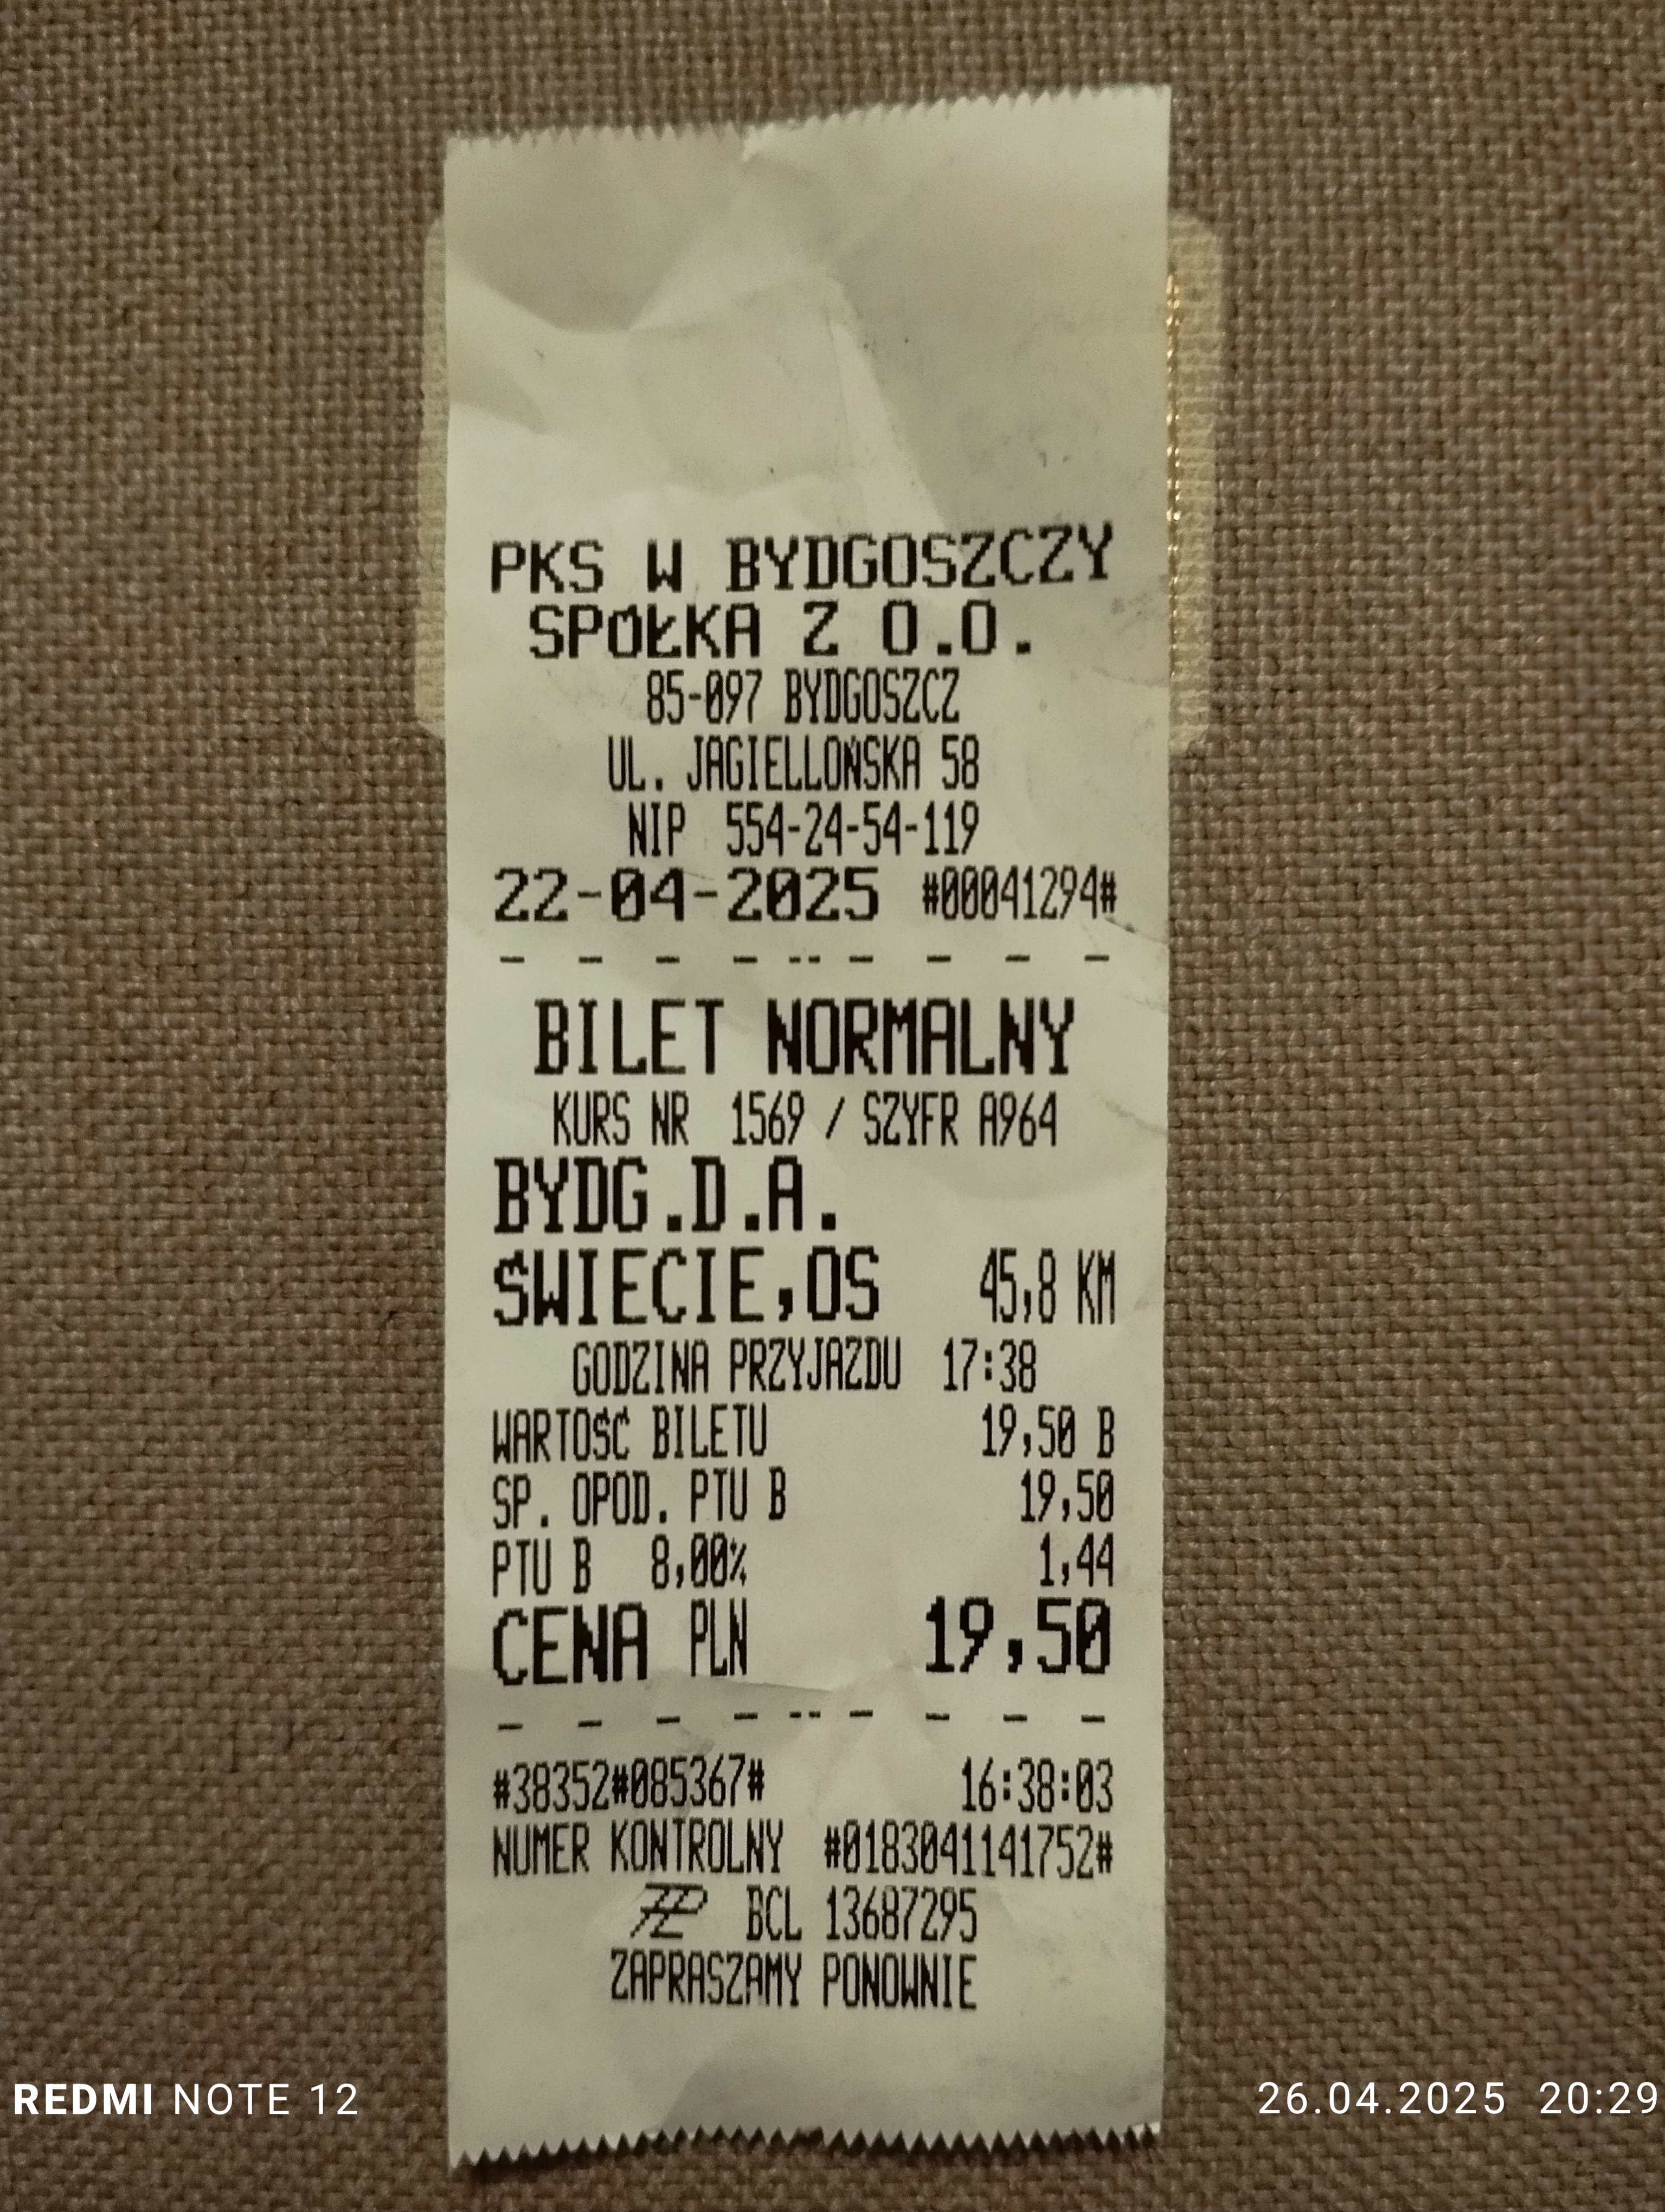 PKS W BYDGOSZCZY
SPÓŁKA Z O.O.
85-097 BYDGOSZCZ
UL. JAGIELLOŃSKA 58
NIP 554-24-54-119
22-04-2025 #00041294#
BILET NORMALNY
KURS NR 1569 / SZYFR A964
BYDG.D.A.
ŚWIECIE,OS 45,8 KM
GODZINA PRZYJAZDU 17:38
WARTOŚĆ BILETU 19,50 B
SP. OPOD. PTU B 19,50
PTU B 8,00% 1,44
CENA PLN 19,50
#38352#085367# 16:38:03
NUMER KONTROLNY #0183041141752#
BCL 13687295
ZAPRASZAMY PONOWNIE
REDMI NOTE 12 26.04.2025 20:29